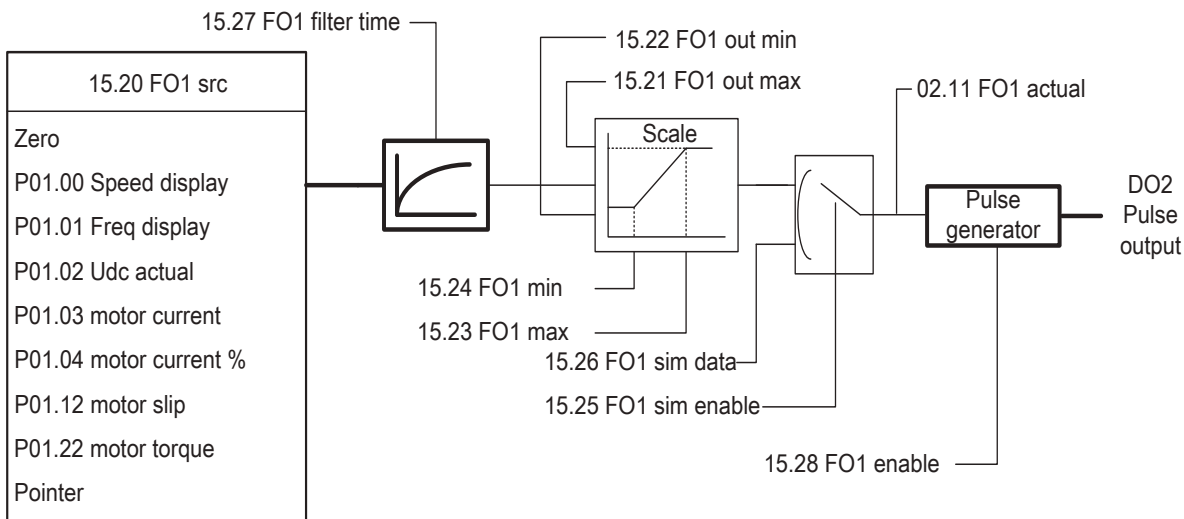 15.27 FO1 filter time
15.20 FO1 src
Zero
P01.00 Speed display
P01.01 Freq display
P01.02 Udc actual
P01.03 motor current
P01.04 motor current %
P01.12 motor slip
P01.22 motor torque
Pointer
15.22 FO1 out min
15.21 FO1 out max
Scale
15.24 FO1 min
15.23 FO1 max
15.26 FO1 sim data
15.25 FO1 sim enable
02.11 FO1 actual
Pulse
generator
15.28 FO1 enable
DO2
Pulse
output